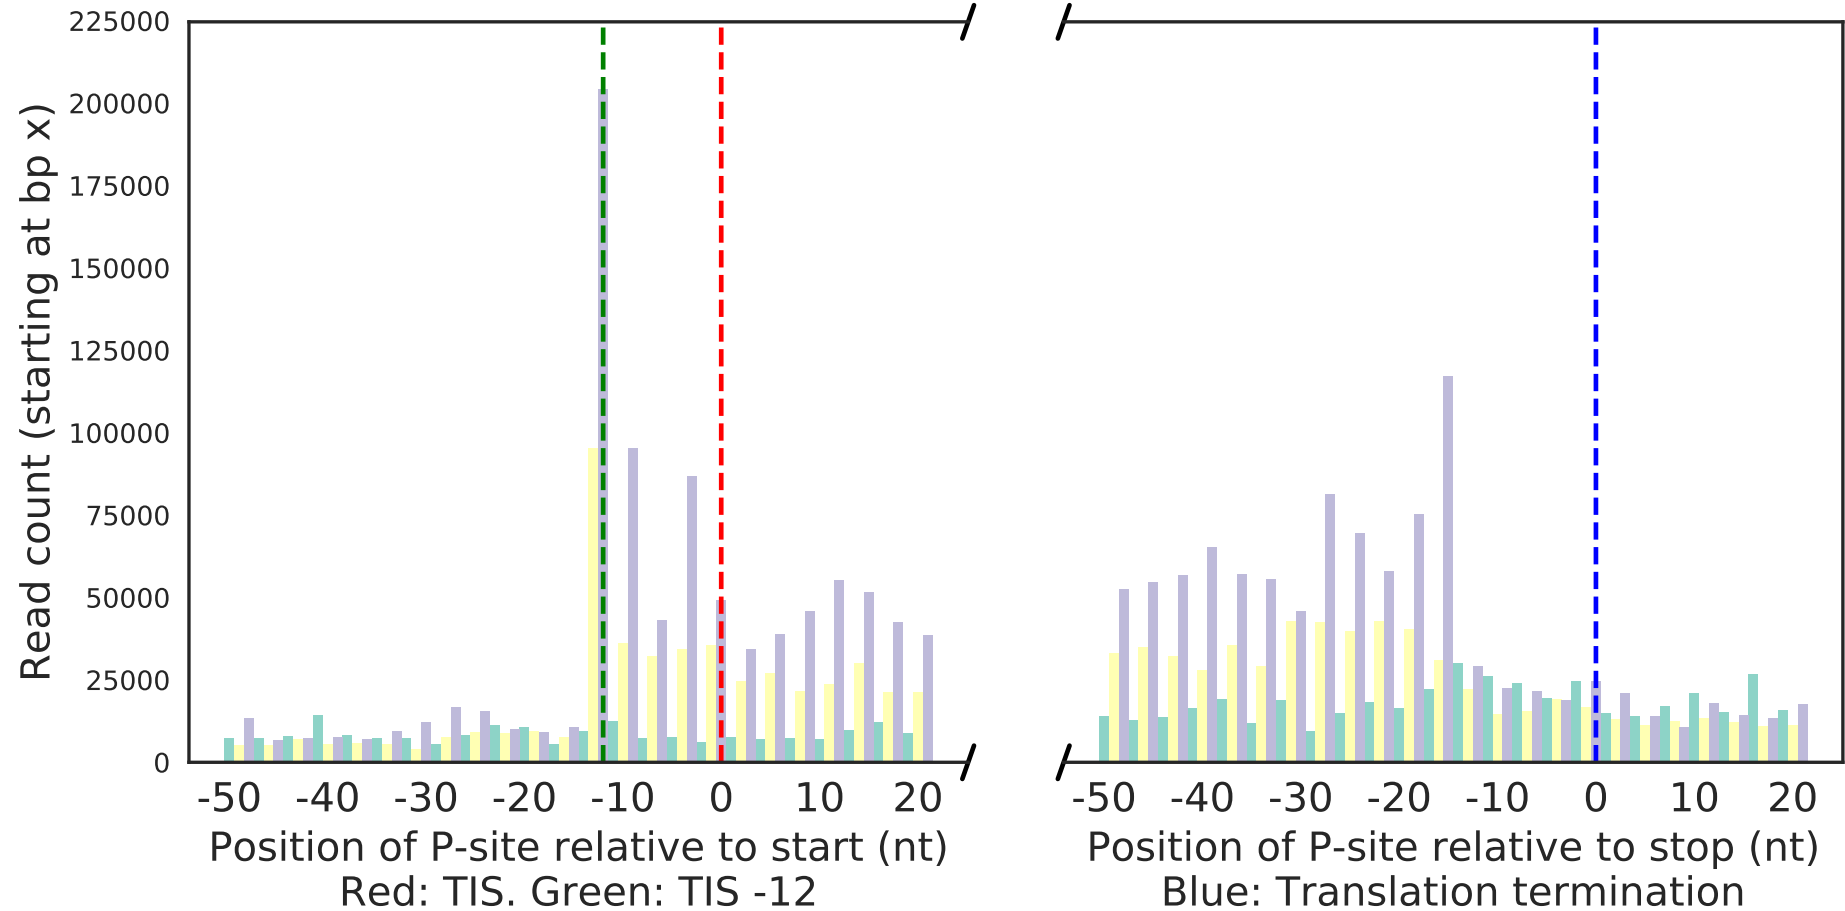 Read count (starting at bp x)
225000
200000
175000
150000
125000
100000
75000
50000
25000
0
-50 -40 -30 -20 -10 0 10 20
Position of P-site relative to start (nt)
Red: TIS. Green: TIS -12
-50 -40 -30 -20 -10 0 10 20
Position of P-site relative to stop (nt)
Blue: Translation termination